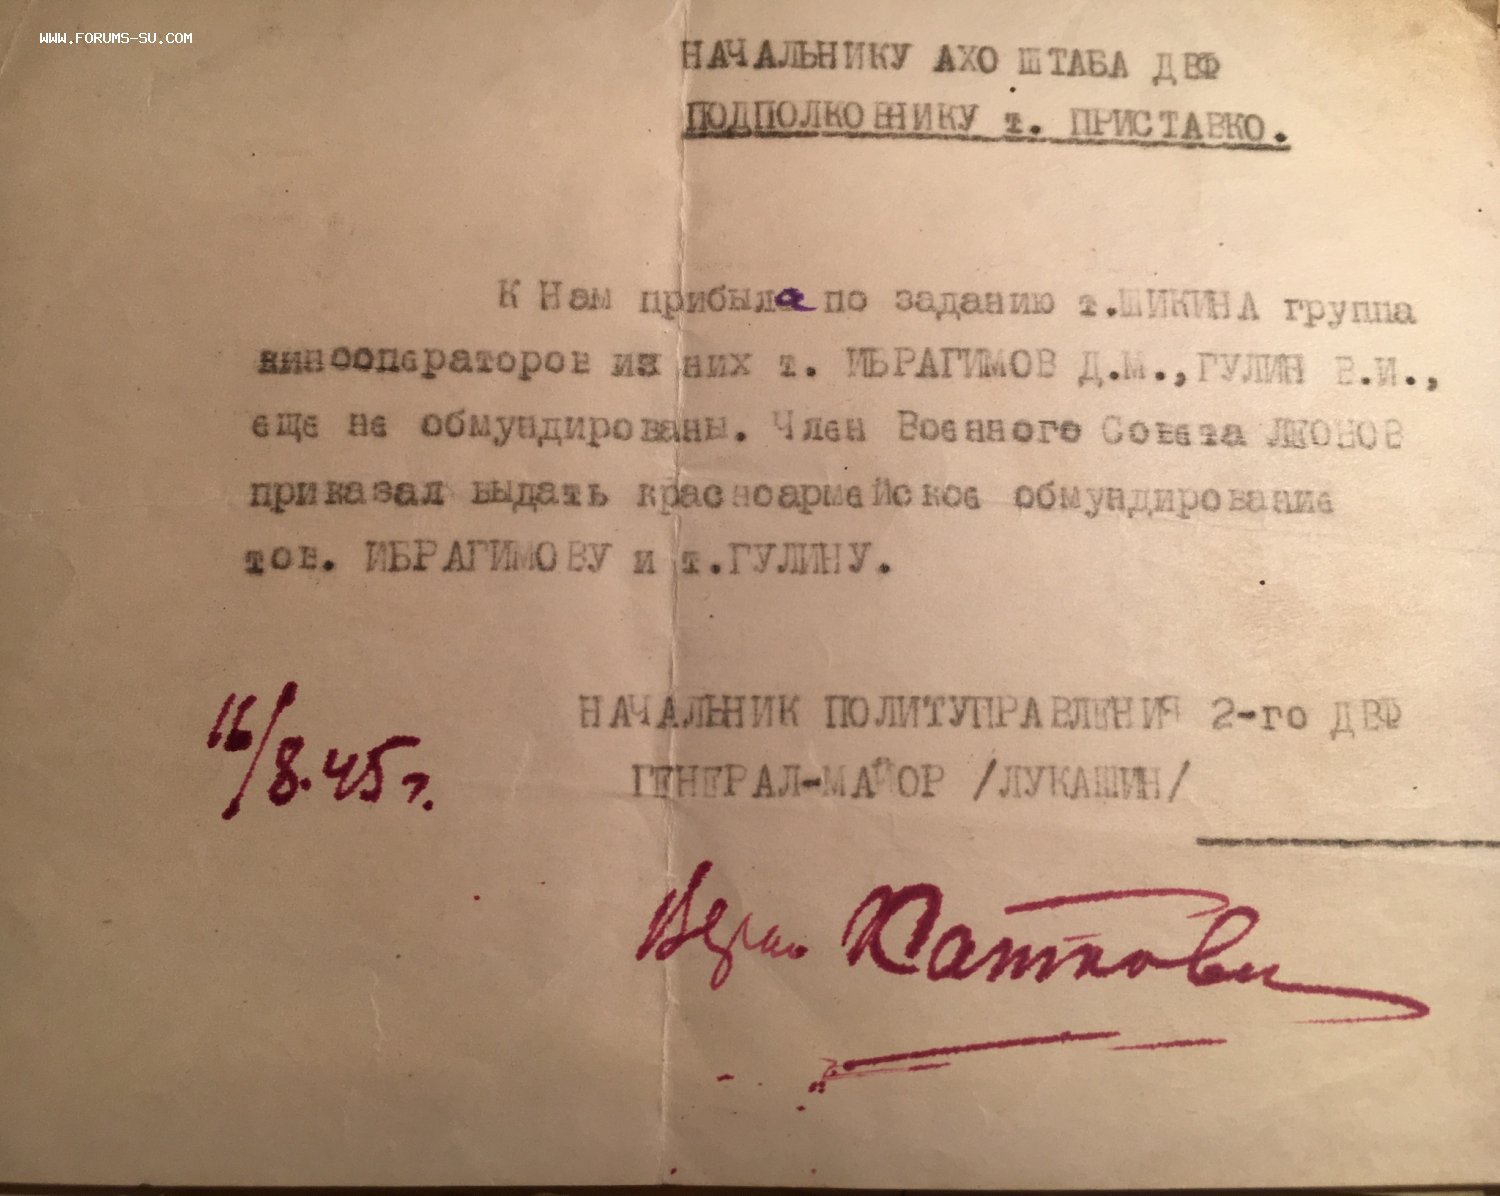 WWW.FORUMS-SU.COM
НАЧАЛЬНИКУ АХО ШТАБА ДВФ
ПОДПОЛКОВНИКУ т. ПРИСТАВКО.
К Нам прибыла по заданию т.ШИКИНА группа
кинооператоров из них т. ИБРАГИМОВ Д.М., ГУЛИН В.И.,
еще не обмундированы. Член Военного Совета ЛЕОНОВ
приказал выдать красноармейское обмундирование
тов. ИБРАГИМОВУ и т.ГУЛИНУ.
НАЧАЛЬНИК ПОЛИТУПРАВЛЕНИЯ 2-го ДВФ
ГЕНЕРАЛ-МАЙОР /ЛУКАШИН/
16/8.45г.